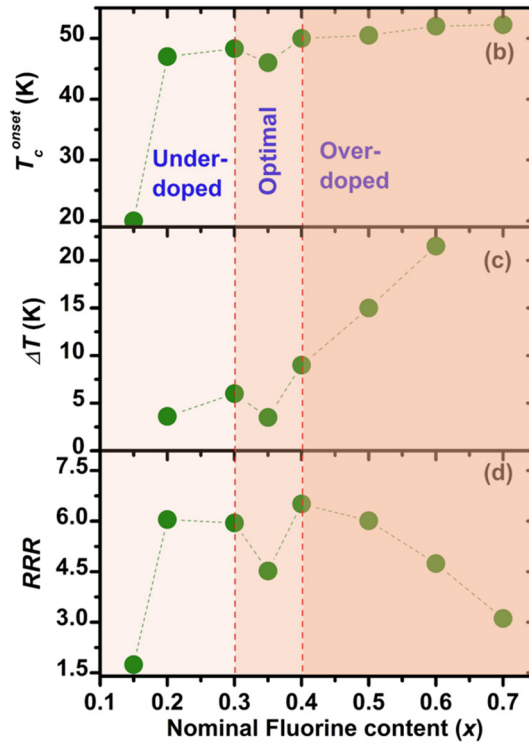 50
40
30
20
T_c^onset (K)
(b)
Under-
doped
Optimal
Over-
doped
20
15
10
5
0
ΔT (K)
(c)
7.5
6.0
4.5
3.0
1.5
RRR
(d)
0.1 0.2 0.3 0.4 0.5 0.6 0.7
Nominal Fluorine content (x)